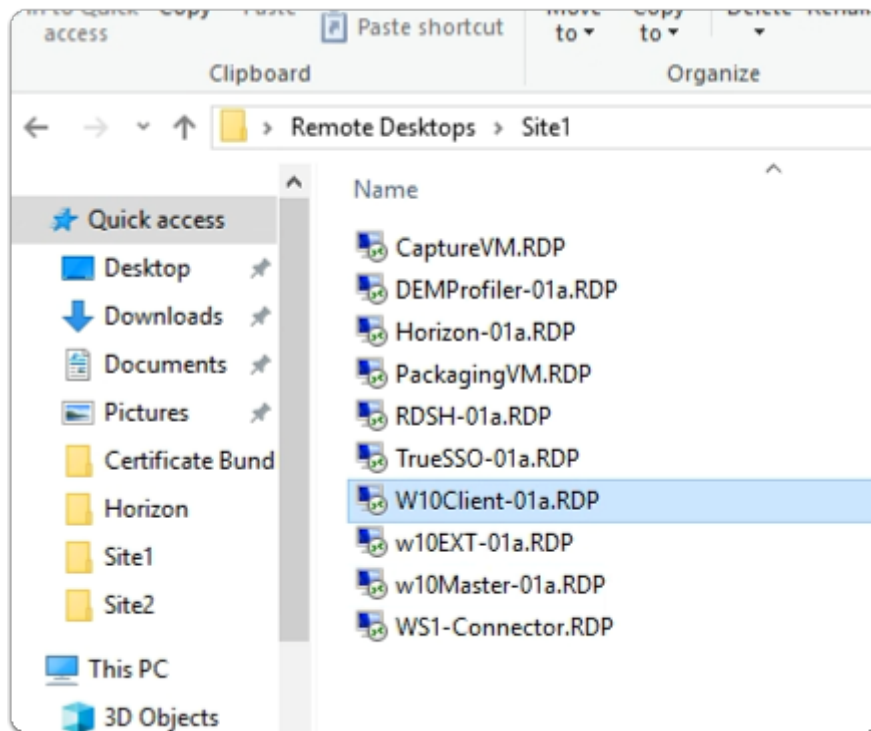 access
Paste shortcut
to
to
Clipboard
Organize
Remote Desktops > Site1
Name
Quick access
Desktop
Downloads
Documents
Pictures
Certificate Bund
Horizon
Site1
Site2
This PC
3D Objects
CaptureVM.RDP
DEMProfiler-01a.RDP
Horizon-01a.RDP
PackagingVM.RDP
RDSH-01a.RDP
TrueSSO-01a.RDP
W10Client-01a.RDP
w10EXT-01a.RDP
w10Master-01a.RDP
WS1-Connector.RDP